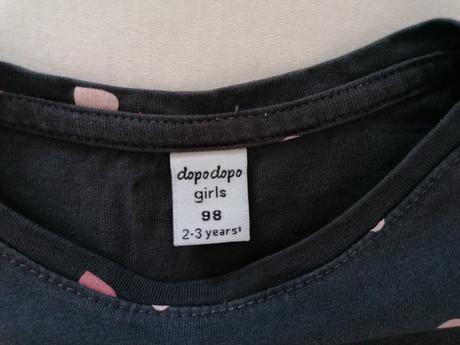 dopodopo
girls
98
2-3 years¹